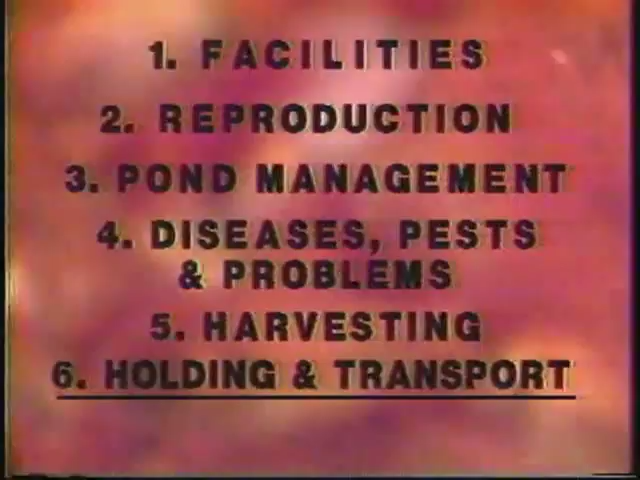 1. FACILITIES
2. REPRODUCTION
3. POND MANAGEMENT
4. DISEASES, PESTS
& PROBLEMS
5. HARVESTING
6. HOLDING & TRANSPORT